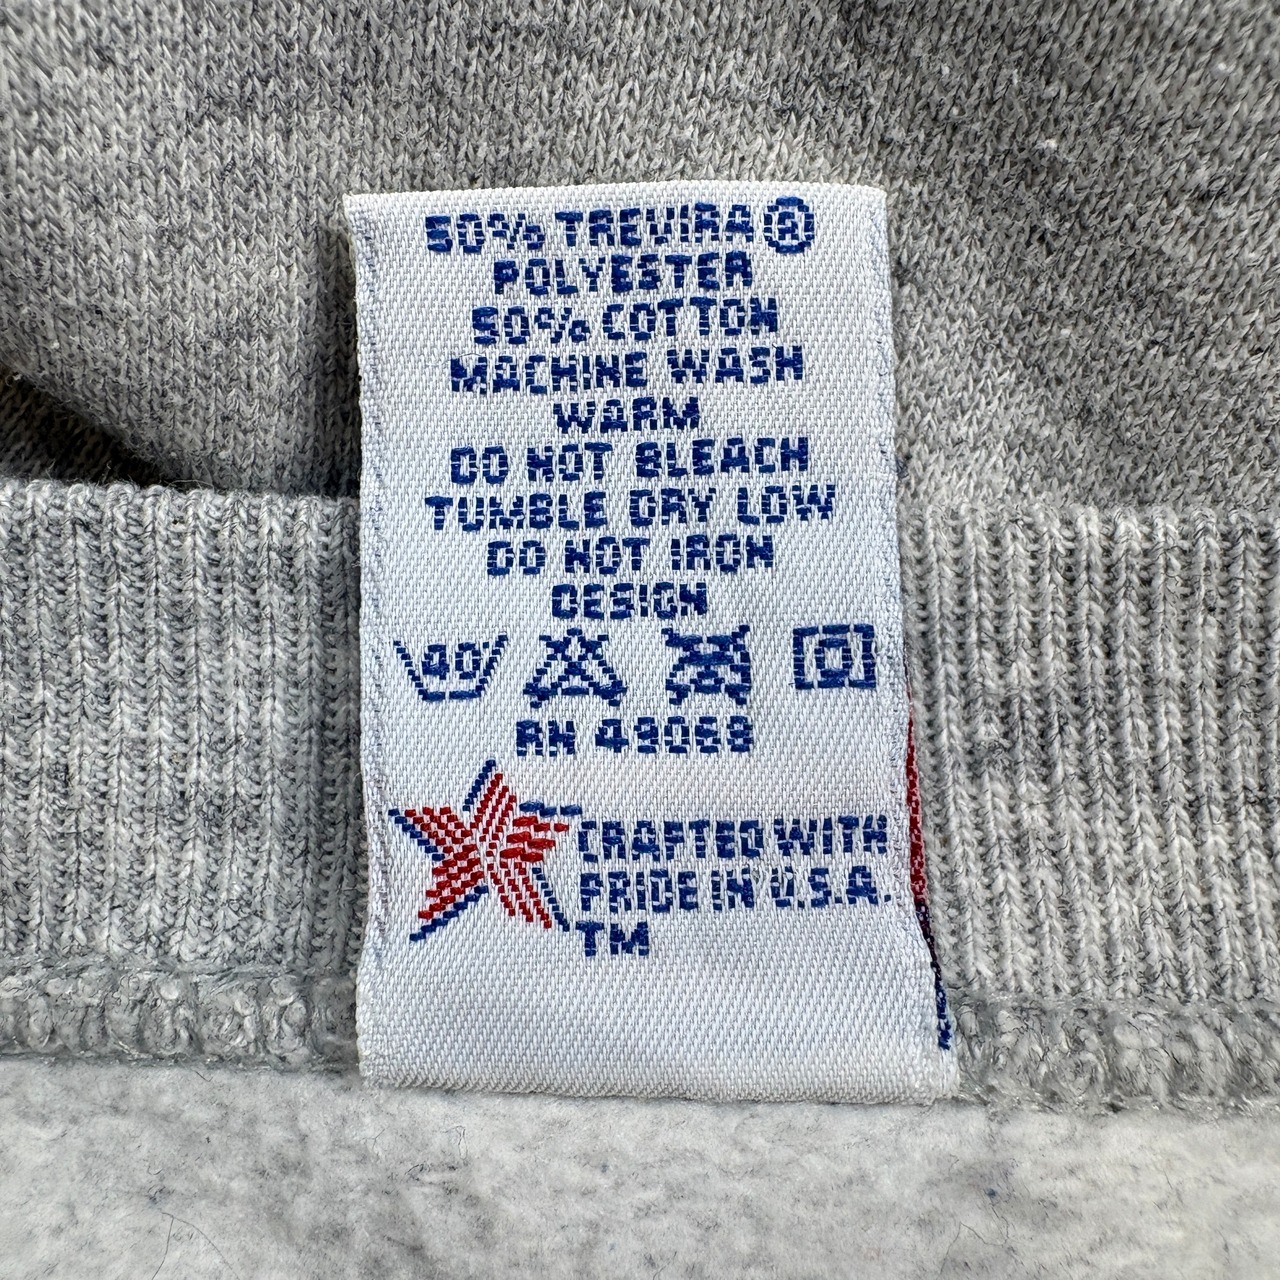 50% TREVIRA®
POLYESTER
50% COTTON
MACHINE WASH
WARM
DO NOT BLEACH
TUMBLE DRY LOW
DO NOT IRON
DESIGN
40
RN 49068
CRAFTED WITH
PRIDE IN U.S.A.
TM